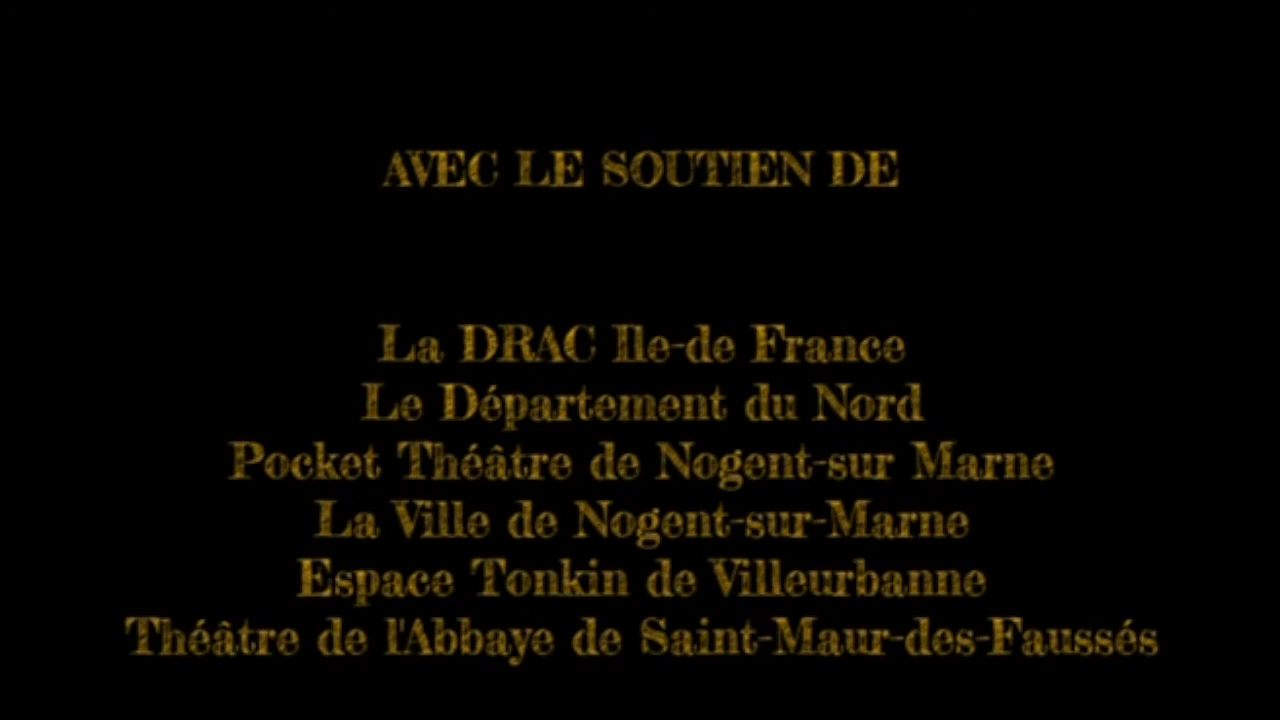 AVEC LE SOUTIEN DE
La DRAC Ile-de France
Le Département du Nord
Pocket Théâtre de Nogent-sur Marne
La Ville de Nogent-sur-Marne
Espace Tonkin de Villeurbanne
Théâtre de l'Abbaye de Saint-Maur-des-Faussés